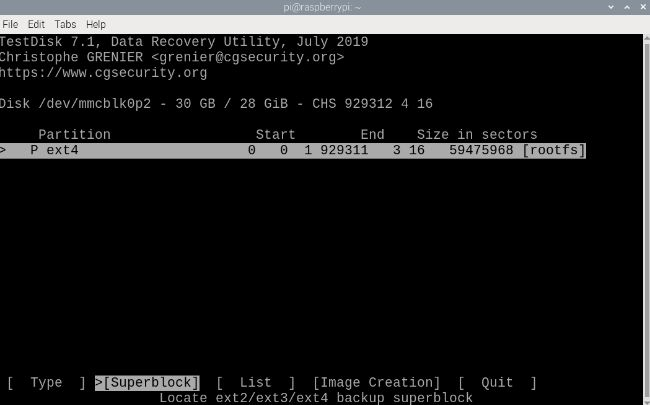 pi@raspberrypi: ~
File Edit Tabs Help
TestDisk 7.1, Data Recovery Utility, July 2019
Christophe GRENIER <grenier@cgsecurity.org>
https://www.cgsecurity.org
Disk /dev/mmcblk0p2 - 30 GB / 28 GiB - CHS 929312 4 16
Partition Start End Size in sectors
> P ext4 0 0 1 929311 3 16 59475968 [rootfs]
[ Type ] >[Superblock] [ List ] [Image Creation] [ Quit ]
Locate ext2/ext3/ext4 backup superblock